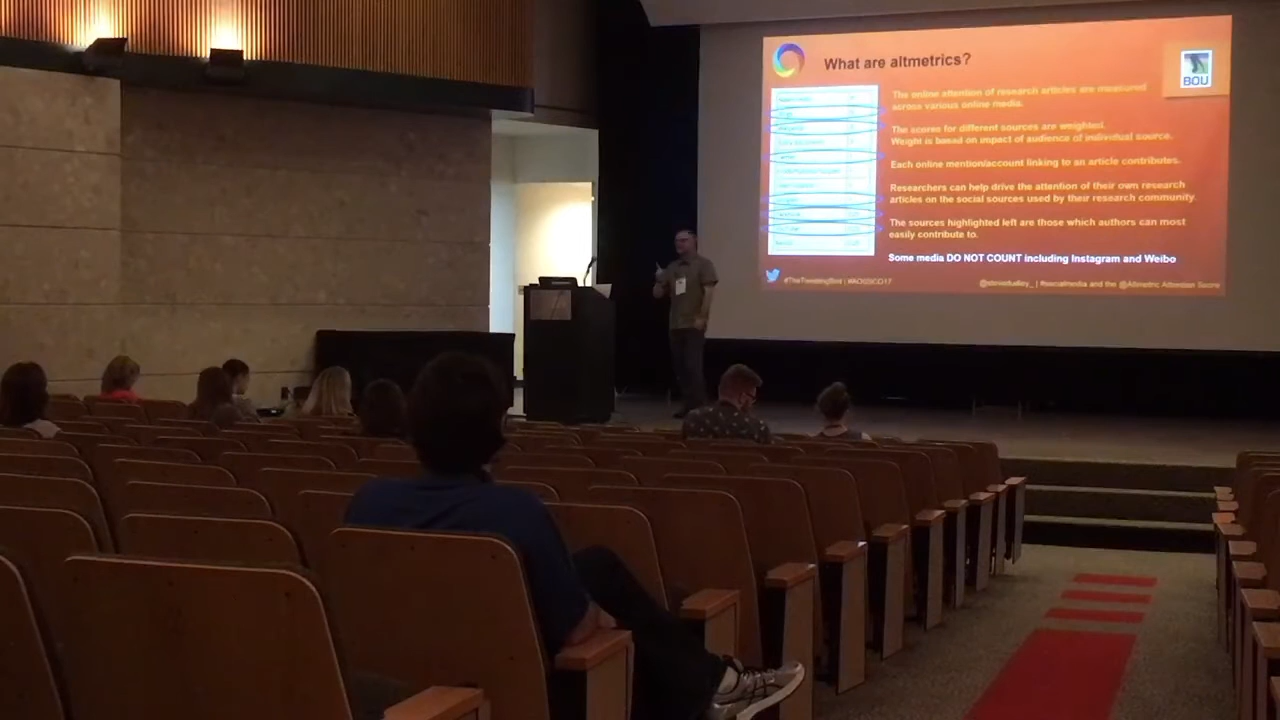 What are altmetrics?
BOU
The online attention of research articles are measured
across various online media.
The scores for different sources are weighted.
Weight is based on impact of audience of individual source.
Each online mention/account linking to an article contributes.
Researchers can help drive the attention of their own research
articles on the social sources used by their research community.
The sources highlighted left are those which authors can most
easily contribute to.
Some media DO NOT COUNT including Instagram and Weibo
#TheTweetingBird | #AOSSCO17
@stevedudley_ | #socialmedia and the @Altmetric Attention Score